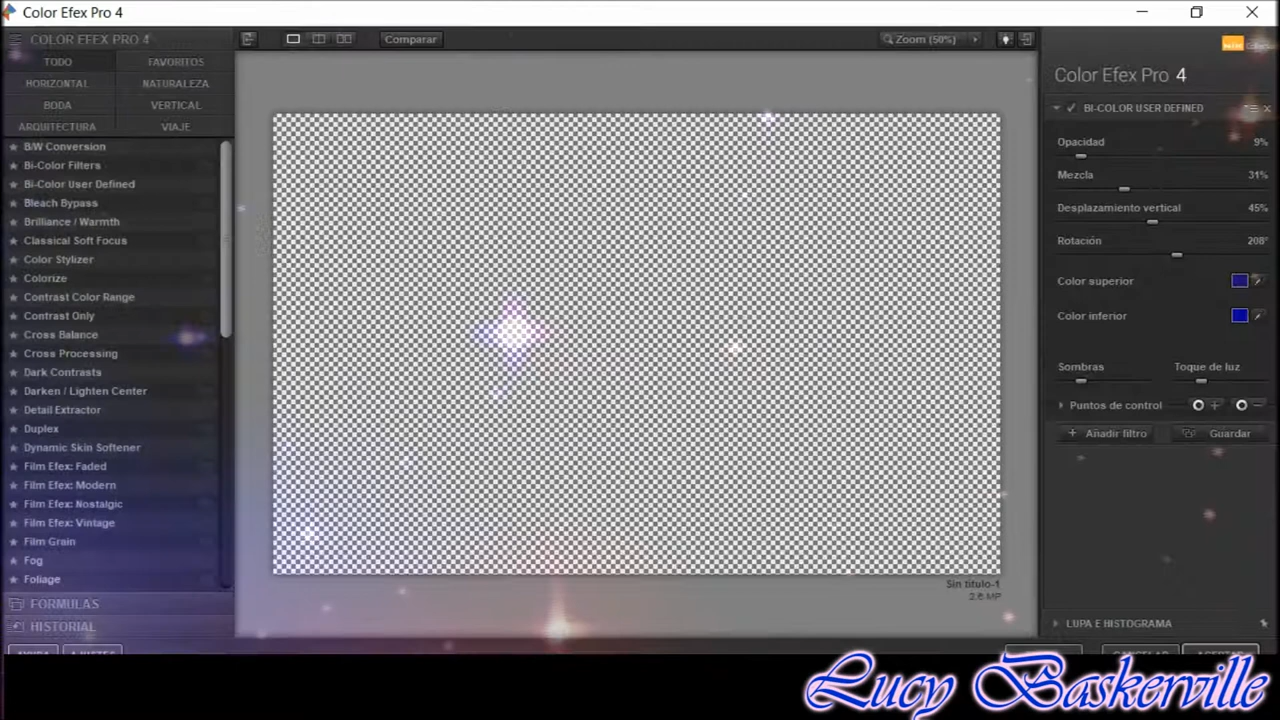 Color Efex Pro 4
COLOR EFEX PRO 4
Comparar
Zoom (50%)
TODO
FAVORITOS
HORIZONTAL
NATURALEZA
BODA
VERTICAL
ARQUITECTURA
VIAJE
B/W Conversion
Bi-Color Filters
Bi-Color User Defined
Bleach Bypass
Brilliance / Warmth
Classical Soft Focus
Color Stylizer
Colorize
Contrast Color Range
Contrast Only
Cross Balance
Cross Processing
Dark Contrasts
Darken / Lighten Center
Detail Extractor
Duplex
Dynamic Skin Softener
Film Efex: Faded
Film Efex: Modern
Film Efex: Nostalgic
Film Efex: Vintage
Film Grain
Fog
Foliage
FORMULAS
HISTORIAL
Sin título-1
2.6 MP
Color Efex Pro 4
BI-COLOR USER DEFINED
Opacidad 9%
Mezcla 31%
Desplazamiento vertical 45%
Rotación 208°
Color superior
Color inferior
Sombras Toque de luz
Puntos de control
Añadir filtro Guardar
LUPA E HISTOGRAMA
CANCELAR ACEPTAR
Lucy Baskerville